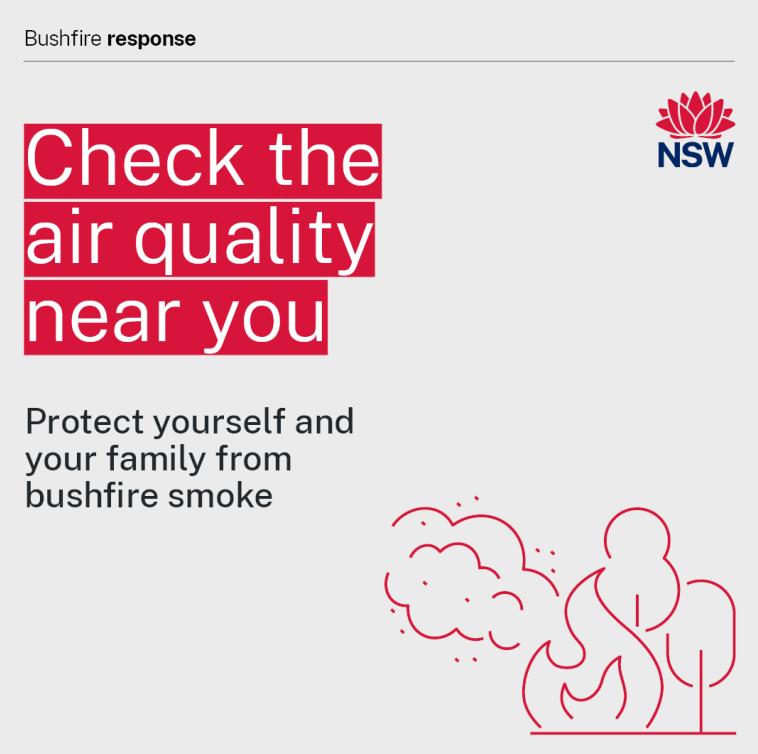 Bushfire response
NSW
Check the
air quality
near you
Protect yourself and
your family from
bushfire smoke